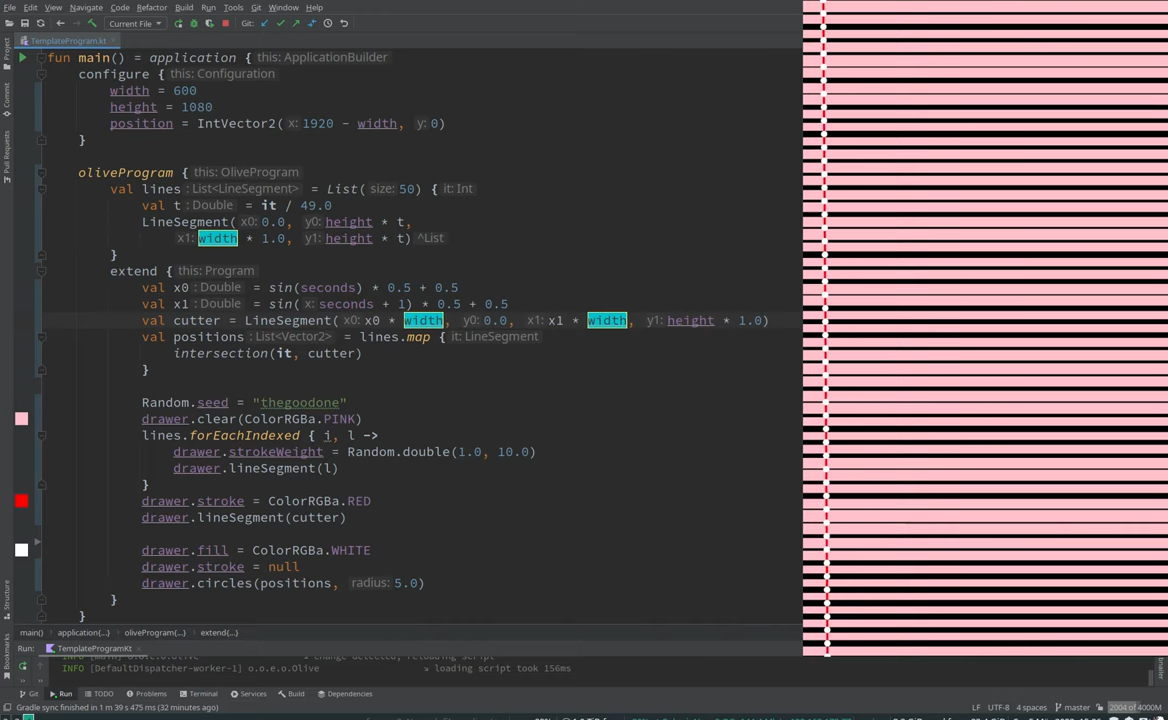 File Edit View Navigate Code Refactor Build Run Tools Git Window Help
Current File Git:
TemplateProgram.kt
Project
Commit
Pull Requests
fun main() = application { this: ApplicationBuilder
configure { this: Configuration
width = 600
height = 1080
position = IntVector2( x: 1920 - width, y: 0)
}
oliveProgram { this: OliveProgram
val lines : List<LineSegment> = List( size: 50) { it: Int
val t : Double = it / 49.0
LineSegment( x0: 0.0, y0: height * t,
x1: width * 1.0, y1: height * t) ^List
}
extend { this: Program
val x0 : Double = sin(seconds) * 0.5 + 0.5
val x1 : Double = sin( x: seconds + 1) * 0.5 + 0.5
val cutter = LineSegment( x0: x0 * width, y0: 0.0, x1: x1 * width, y1: height * 1.0)
val positions : List<Vector2> = lines.map { it: LineSegment
intersection(it, cutter)
}
Random.seed = "thegoodone"
drawer.clear(ColorRGBa.PINK)
lines.forEachIndexed { i, l ->
drawer.strokeWeight = Random.double(1.0, 10.0)
drawer.lineSegment(l)
}
drawer.stroke = ColorRGBa.RED
drawer.lineSegment(cutter)
drawer.fill = ColorRGBa.WHITE
drawer.stroke = null
drawer.circles(positions, radius: 5.0)
}
}
Structure
Bookmarks
main() application{...} oliveProgram{...} extend{...}
Run: TemplateProgramKt
INFO [DefaultDispatcher-worker-1] o.o.e.o.Olive ↘ loading script took 156ms
Git Run TODO Problems Terminal Services Build Dependencies
Gradle sync finished in 1 m 39 s 475 ms (32 minutes ago) LF UTF-8 4 spaces master 2004 of 4000M